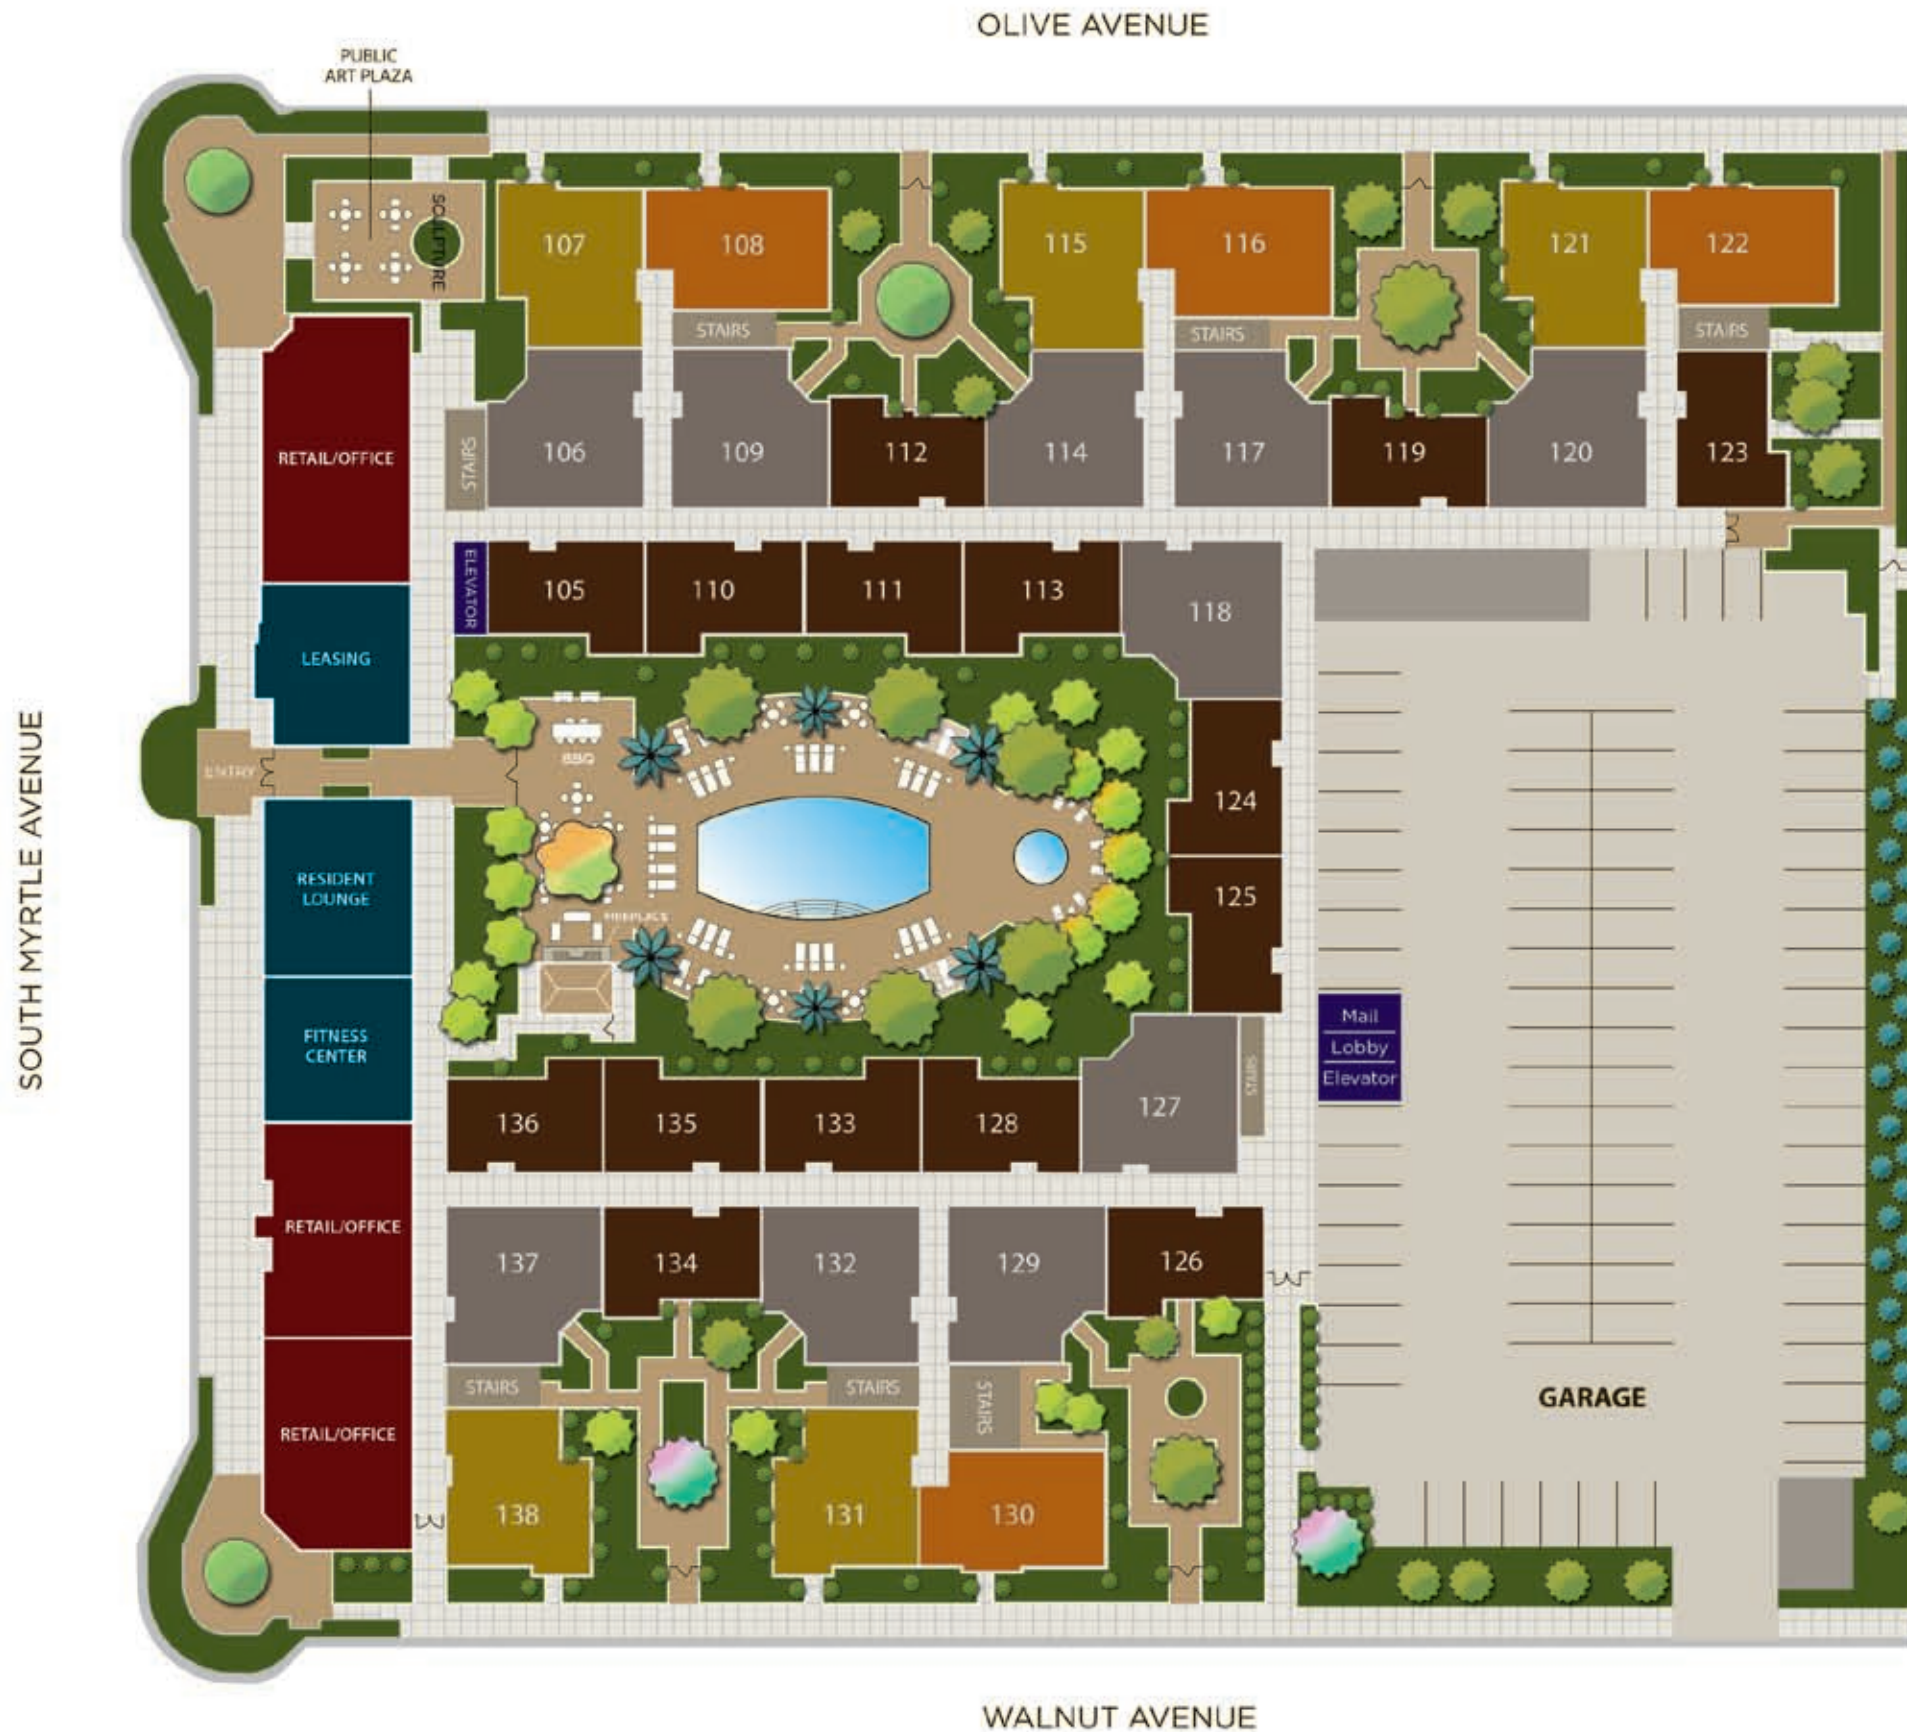 OLIVE AVENUE
PUBLIC
ART PLAZA
SCULPTURE
107
108
115
116
121
122
STAIRS
STAIRS
STAIRS
RETAIL/OFFICE
STAIRS
106
109
112
114
117
119
120
123
ELEVATOR
105
110
111
113
118
LEASING
SOUTH MYRTLE AVENUE
ENTRY
BBQ
124
RESIDENT
LOUNGE
125
FIREPLACE
FITNESS
CENTER
Mail
Lobby
Elevator
STAIRS
136
135
133
128
127
RETAIL/OFFICE
137
134
132
129
126
STAIRS
STAIRS
STAIRS
GARAGE
RETAIL/OFFICE
138
131
130
WALNUT AVENUE